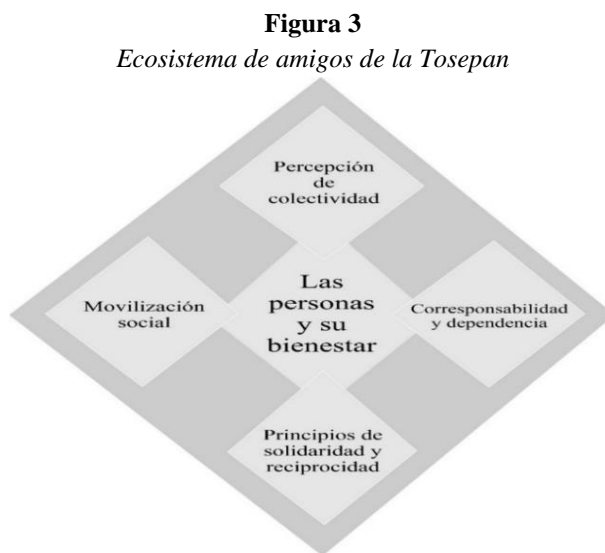 Figura 3
Ecosistema de amigos de la Tosepan
Percepción
de
colectividad
Movilización
social
Las
personas
y su
bienestar
Corresponsabilidad
y dependencia
Principios de
solidaridad y
reciprocidad